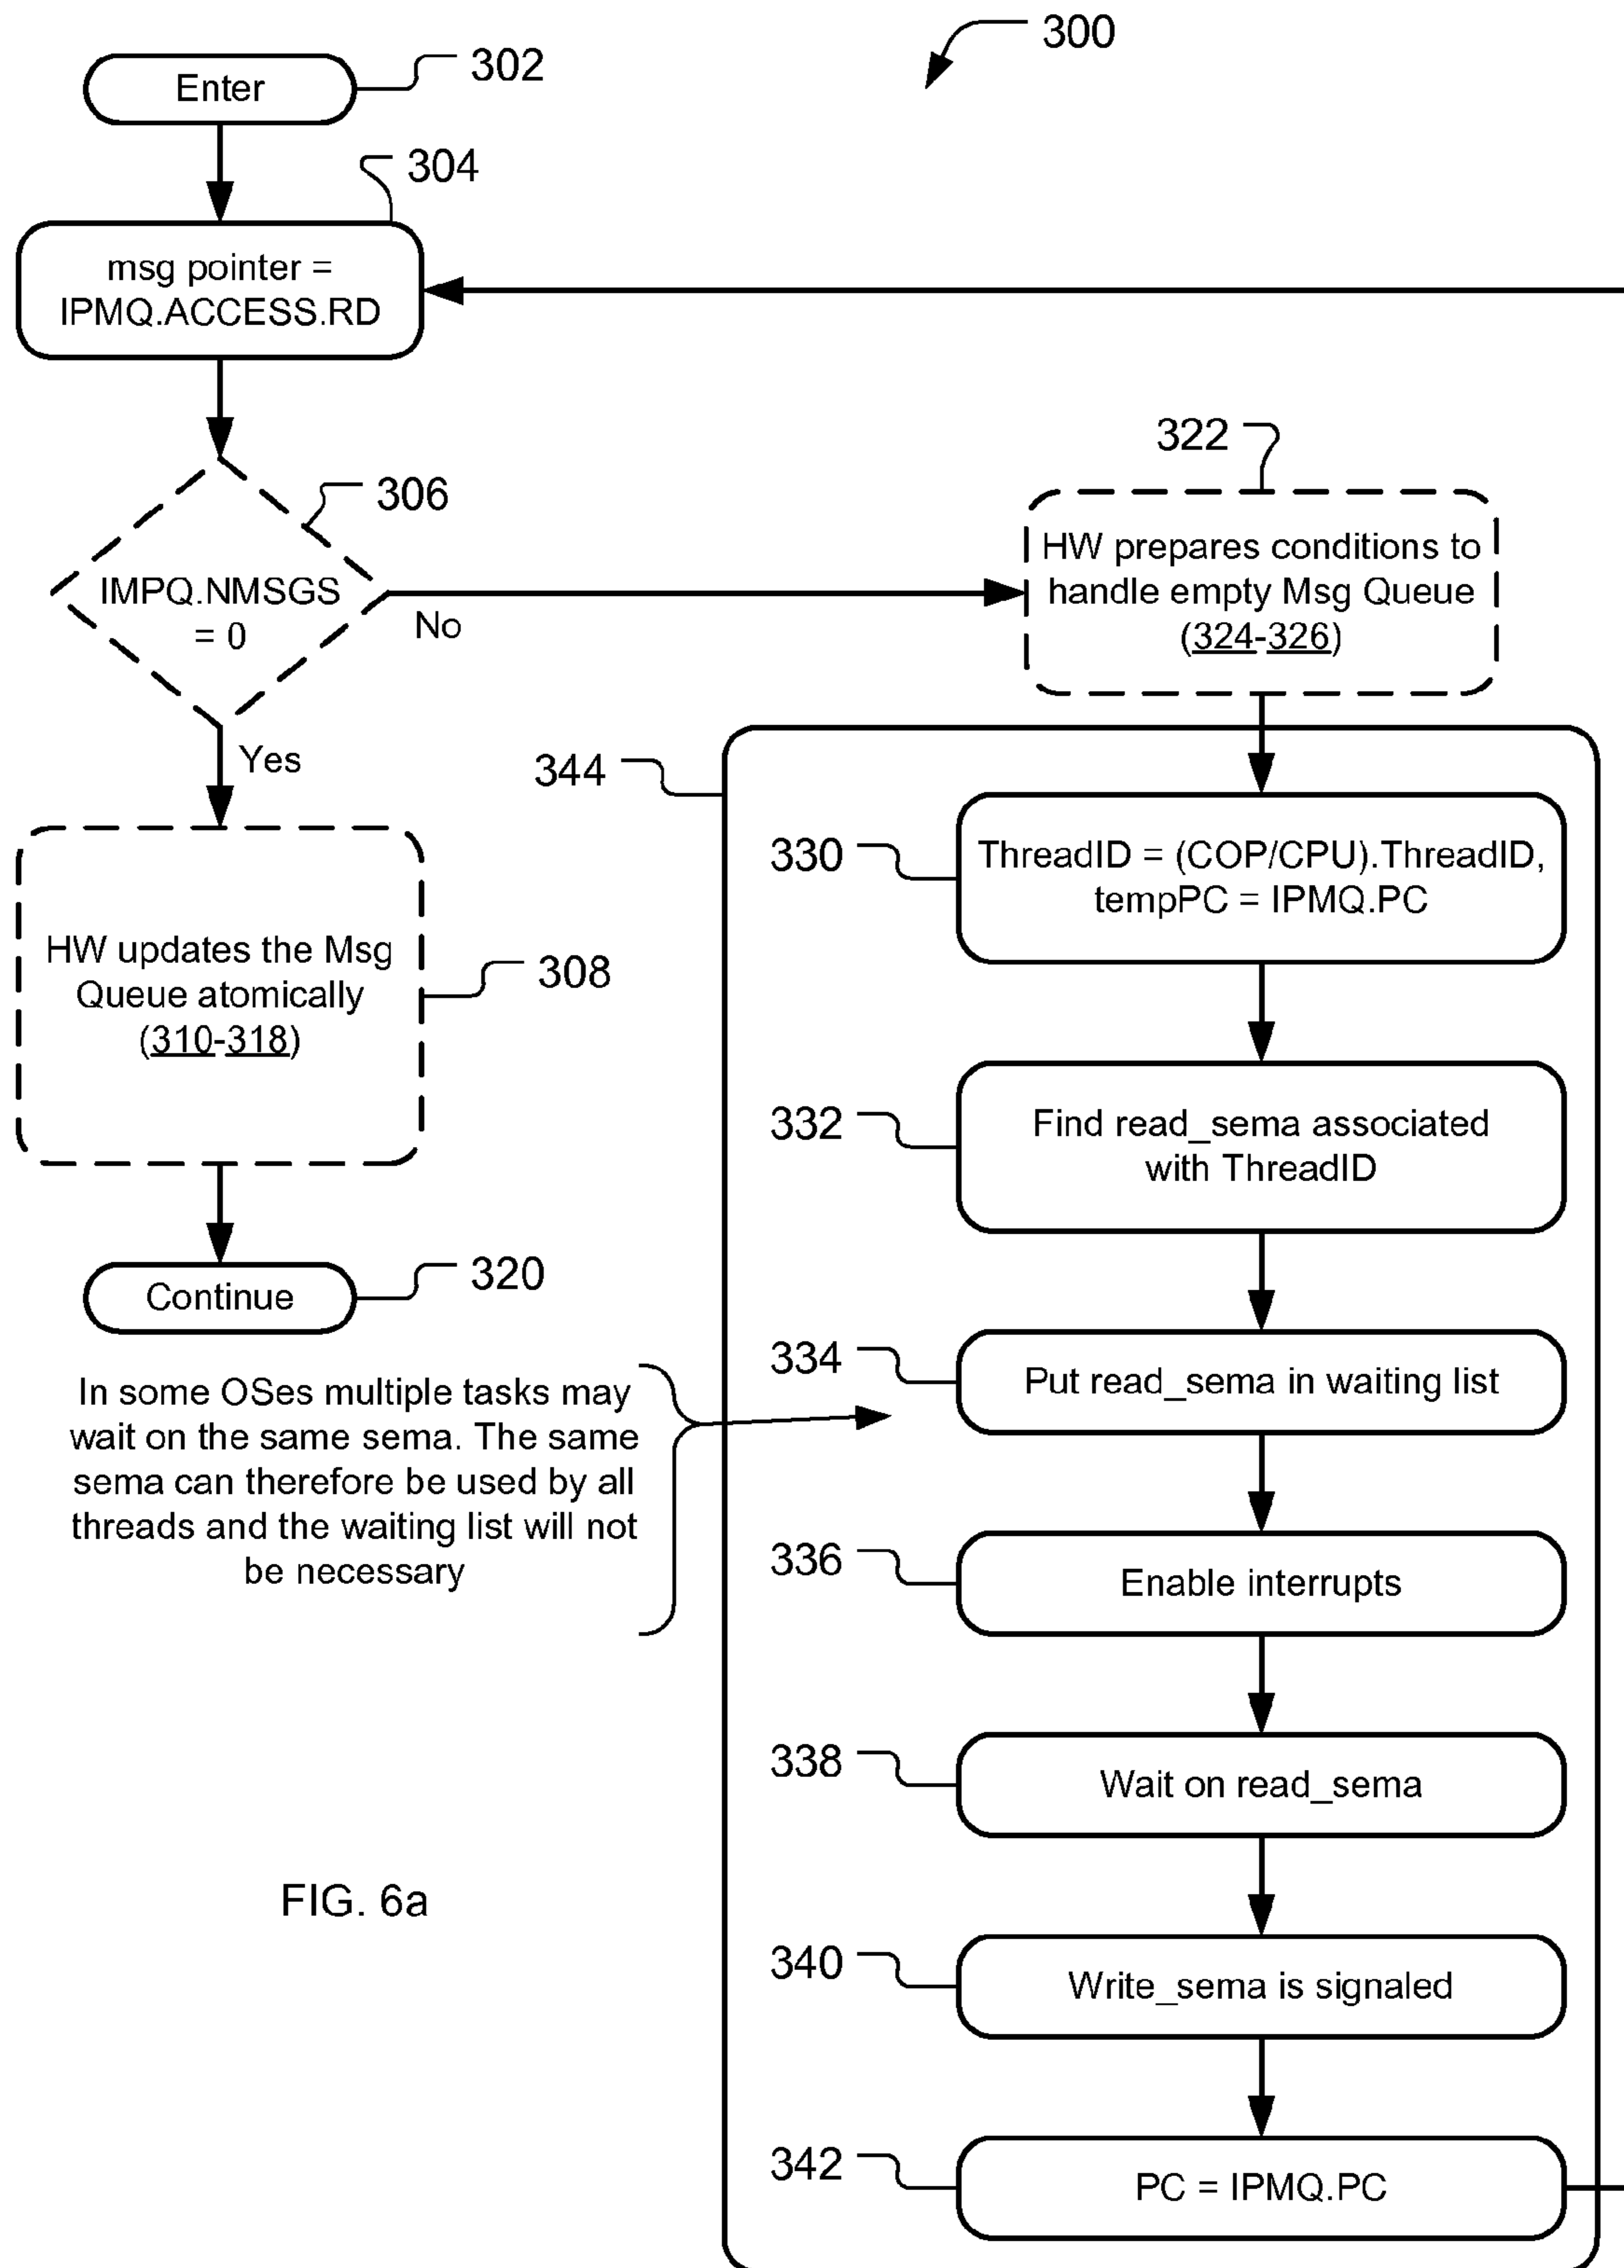 300
302
Enter
304
msg pointer =
IPMQ.ACCESS.RD
306
IMPQ.NMSGS
= 0
No
Yes
322
HW prepares conditions to
handle empty Msg Queue
(324-326)
HW updates the Msg
Queue atomically
(310-318)
308
Continue
320
In some OSes multiple tasks may
wait on the same sema. The same
sema can therefore be used by all
threads and the waiting list will not
be necessary
344
330
ThreadID = (COP/CPU).ThreadID,
tempPC = IPMQ.PC
332
Find read_sema associated
with ThreadID
334
Put read_sema in waiting list
336
Enable interrupts
338
Wait on read_sema
340
Write_sema is signaled
342
PC = IPMQ.PC
FIG. 6a